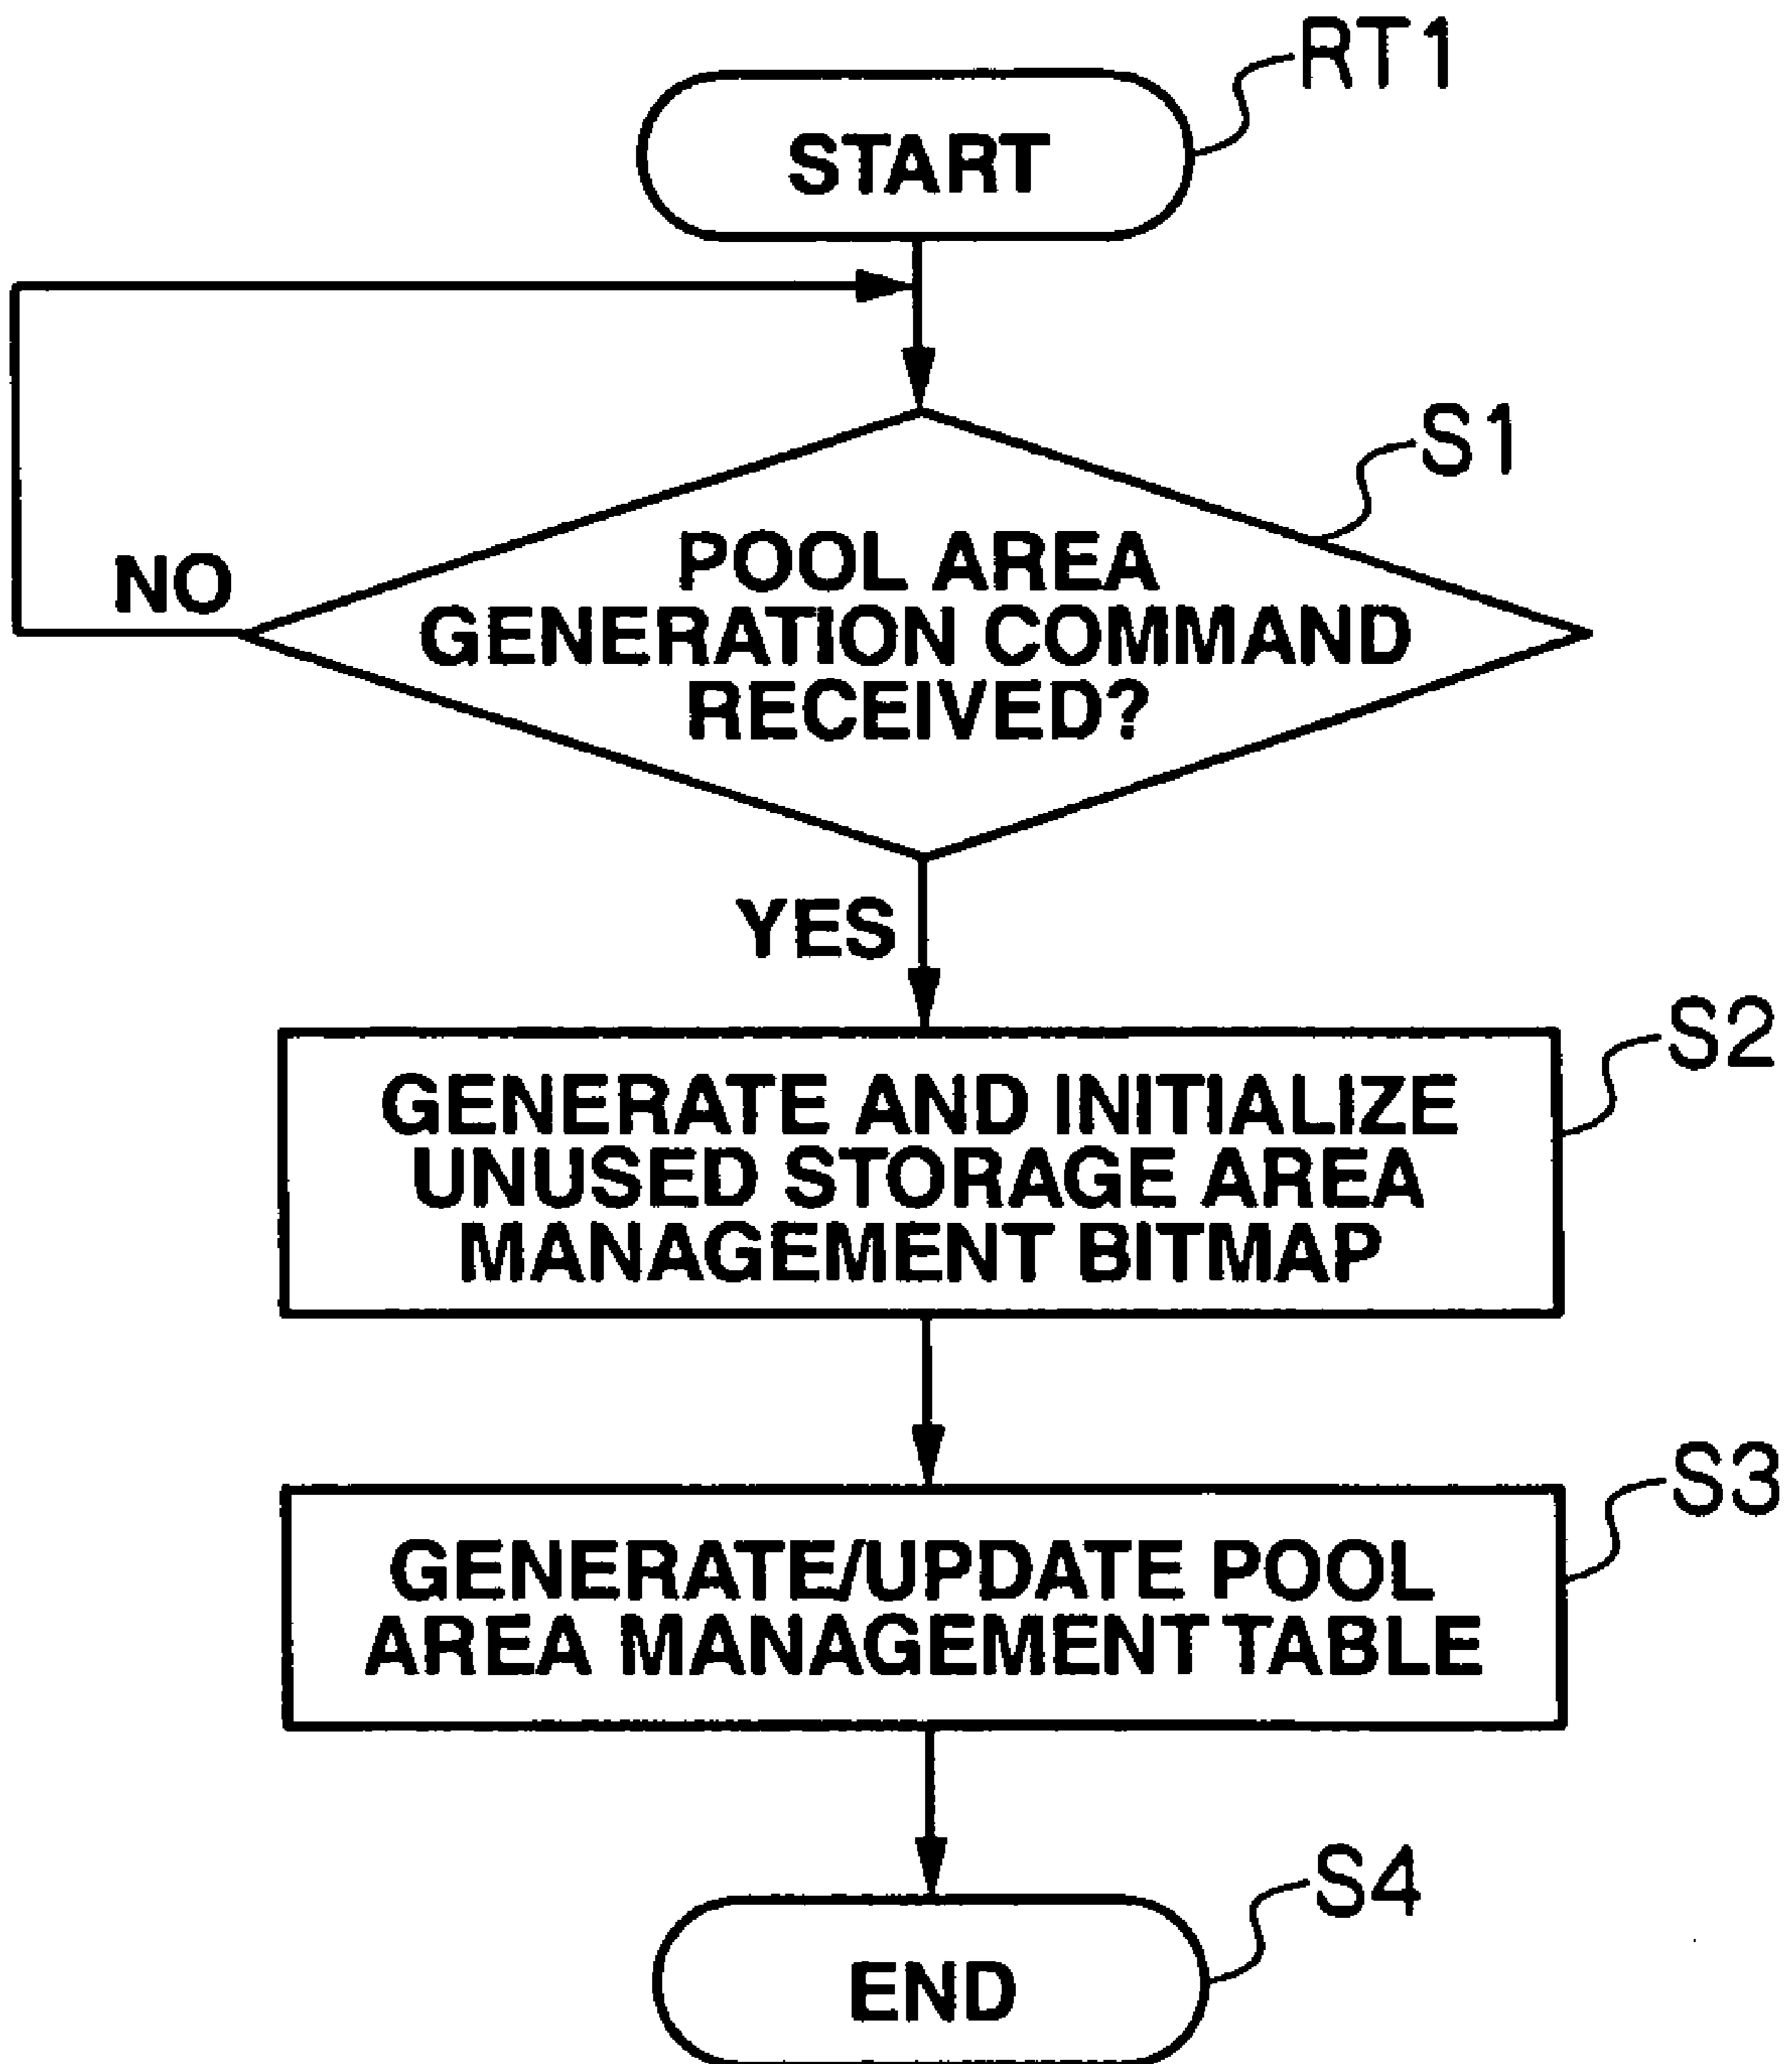 RT1
START
S1
POOL AREA
GENERATION COMMAND
RECEIVED?
NO
YES
S2
GENERATE AND INITIALIZE
UNUSED STORAGE AREA
MANAGEMENT BITMAP
S3
GENERATE/UPDATE POOL
AREA MANAGEMENT TABLE
S4
END